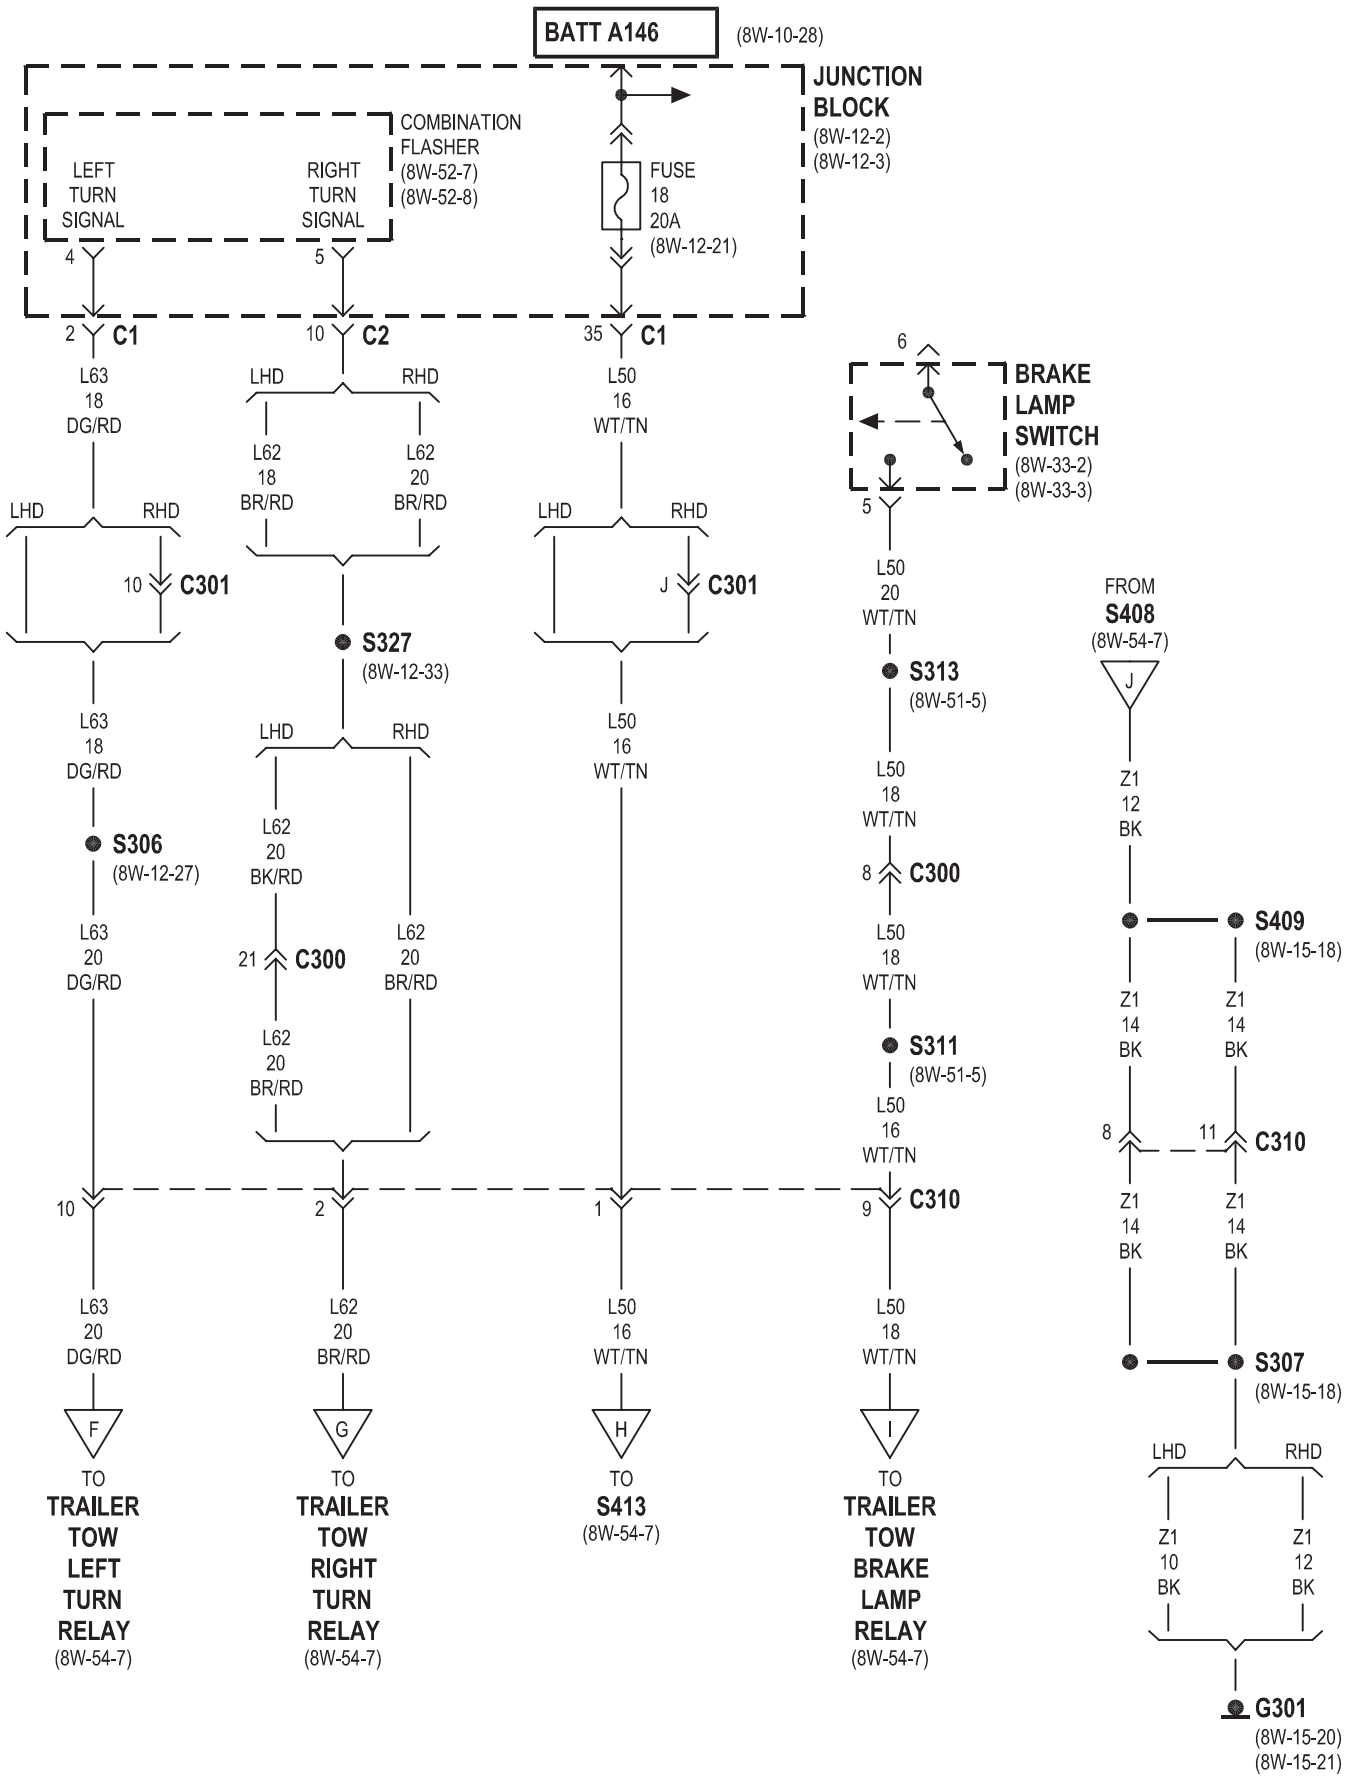 BATT A146
(8W-10-28)
JUNCTION
BLOCK
(8W-12-2)
(8W-12-3)
COMBINATION
FLASHER
(8W-52-7)
(8W-52-8)
LEFT
TURN
SIGNAL
RIGHT
TURN
SIGNAL
FUSE
18
20A
(8W-12-21)
4
5
2
C1
10
C2
35
C1
L63
18
DG/RD
LHD
RHD
10
C301
L63
18
DG/RD
S306
(8W-12-27)
L63
20
DG/RD
10
L63
20
DG/RD
F
TO
TRAILER
TOW
LEFT
TURN
RELAY
(8W-54-7)
LHD
RHD
L62
18
BR/RD
L62
20
BR/RD
S327
(8W-12-33)
LHD
RHD
L62
20
BK/RD
21
C300
L62
20
BR/RD
L62
20
BR/RD
2
L62
20
BR/RD
G
TO
TRAILER
TOW
RIGHT
TURN
RELAY
(8W-54-7)
L50
16
WT/TN
LHD
RHD
J
C301
L50
16
WT/TN
1
L50
16
WT/TN
H
TO
S413
(8W-54-7)
6
BRAKE
LAMP
SWITCH
(8W-33-2)
(8W-33-3)
5
L50
20
WT/TN
S313
(8W-51-5)
L50
18
WT/TN
8
C300
L50
18
WT/TN
S311
(8W-51-5)
L50
16
WT/TN
9
C310
L50
18
WT/TN
I
TO
TRAILER
TOW
BRAKE
LAMP
RELAY
(8W-54-7)
FROM
S408
(8W-54-7)
J
Z1
12
BK
S409
(8W-15-18)
Z1
14
BK
Z1
14
BK
8
11
C310
Z1
14
BK
Z1
14
BK
S307
(8W-15-18)
LHD
RHD
Z1
10
BK
Z1
12
BK
G301
(8W-15-20)
(8W-15-21)